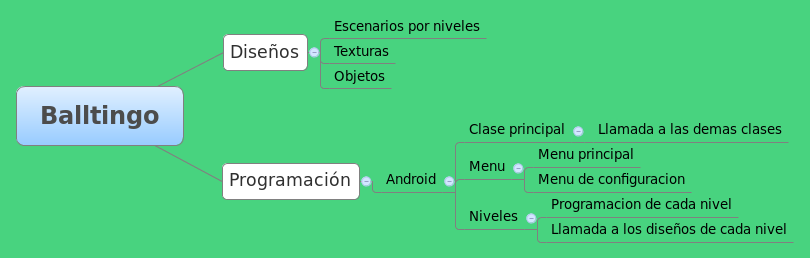 Balltingo
Diseños
Escenarios por niveles
Texturas
Objetos
Programación
Android
Clase principal
Llamada a las demas clases
Menu
Menu principal
Menu de configuracion
Niveles
Programacion de cada nivel
Llamada a los diseños de cada nivel